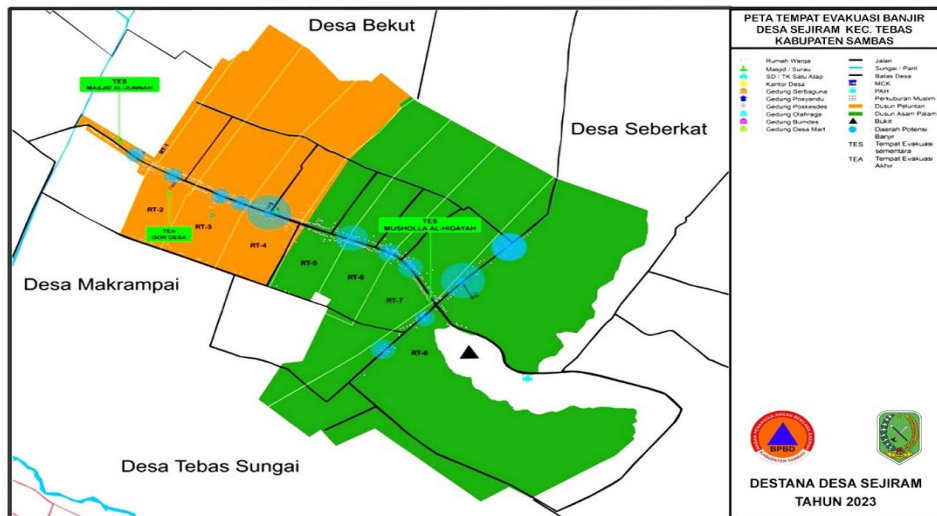 PETA TEMPAT EVAKUASI BANJIR
DESA SEJIRAM KEC. TEBAS
KABUPATEN SAMBAS
Rumah Warga
Masjid / Surau
SD / TK Satu Atap
Kantor Desa
Gedung Serbaguna
Gedung Posyandu
Gedung Poskesdes
Gedung Olahraga
Gedung Bumdes
Gedung Desa Mart
Jalan
Sungai / Parit
Batas Desa
MCK
PAH
Perkuburan Muslim
Dusun Peluntan
Dusun Asam Palam
Bukit
Daerah Potensi
Banjir
TES Tempat Evakuasi
sementara
TEA Tempat Evakuasi
Akhir
Desa Bekut
Desa Seberkat
Desa Makrampai
Desa Tebas Sungai
TES
MASJID AL-JUNNAH
TEA
GOR DESA
TES
MUSHOLLA AL-HIDAYAH
RT-1
RT-2
RT-3
RT-4
RT-5
RT-6
RT-7
RT-8
BPBD
KABUPATEN SAMBAS
DESTANA DESA SEJIRAM
TAHUN 2023